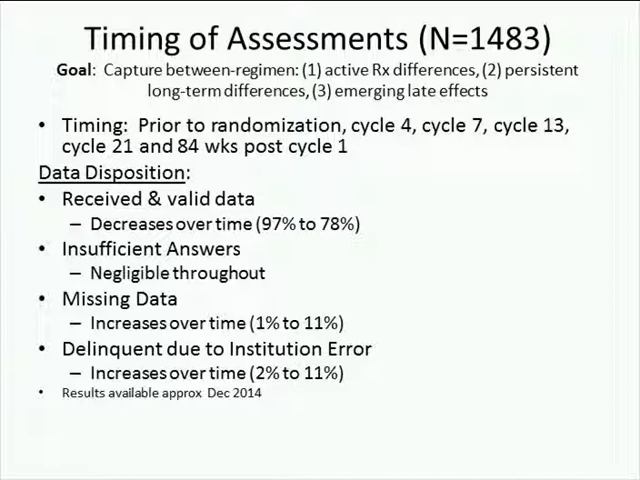 Timing of Assessments (N=1483)
Goal: Capture between-regimen: (1) active Rx differences, (2) persistent
long-term differences, (3) emerging late effects
• Timing: Prior to randomization, cycle 4, cycle 7, cycle 13,
cycle 21 and 84 wks post cycle 1
Data Disposition:
• Received & valid data
– Decreases over time (97% to 78%)
• Insufficient Answers
– Negligible throughout
• Missing Data
– Increases over time (1% to 11%)
• Delinquent due to Institution Error
– Increases over time (2% to 11%)
• Results available approx Dec 2014